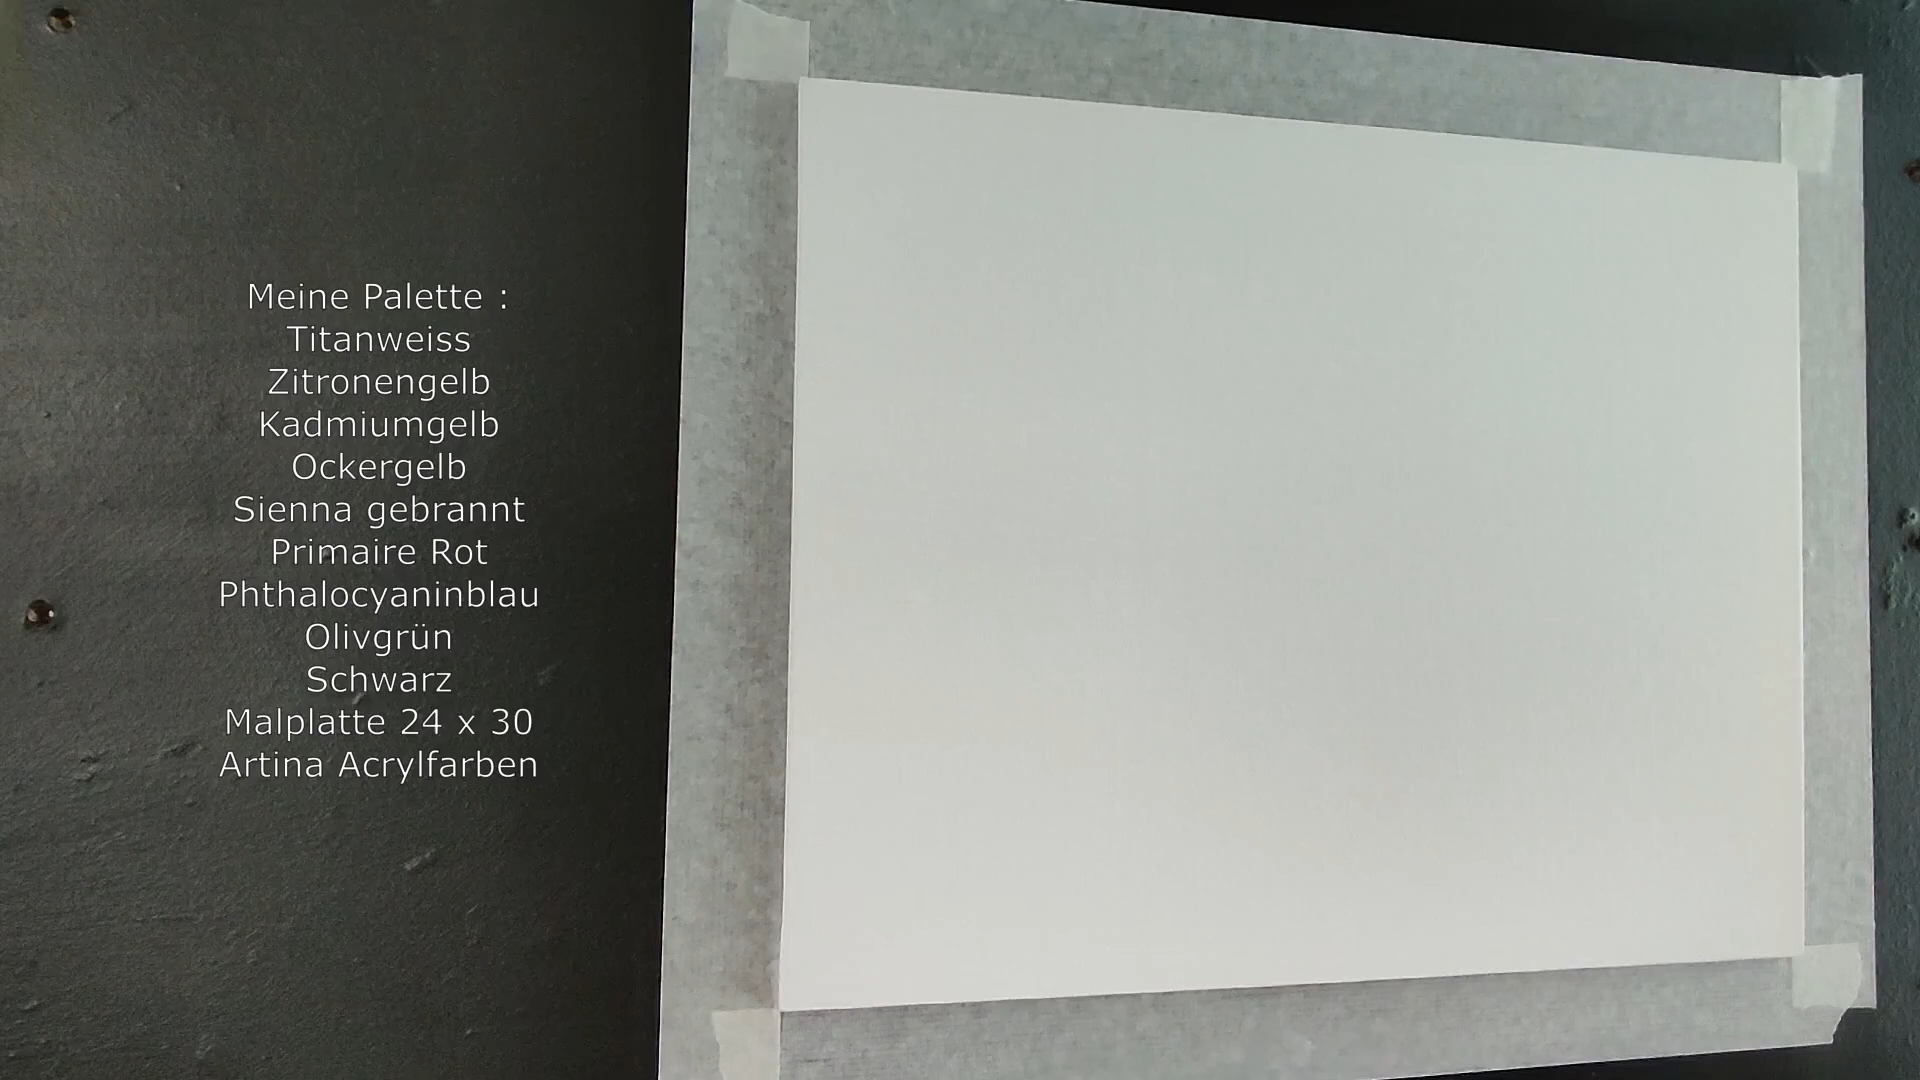 Meine Palette :
Titanweiss
Zitronengelb
Kadmiumgelb
Ockergelb
Sienna gebrannt
Primaire Rot
Phthalocyaninblau
Olivgrün
Schwarz
Malplatte 24 x 30
Artina Acrylfarben